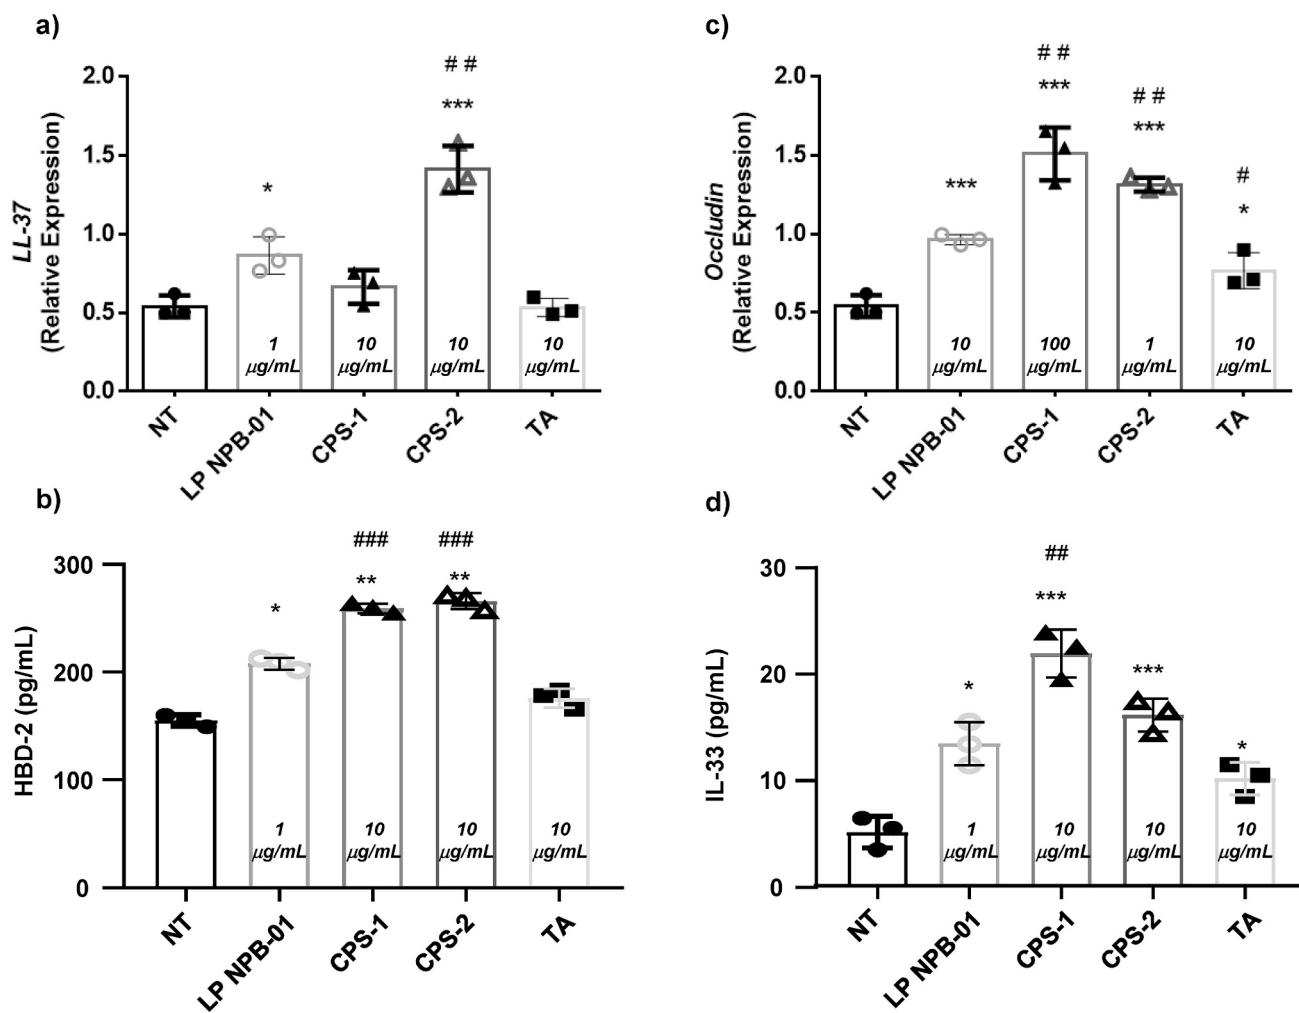 a)
# #
***
*
2.0
1.5
1.0
0.5
0.0
LL-37
(Relative Expression)
1
µg/mL
10
µg/mL
10
µg/mL
10
µg/mL
NT
LP NPB-01
CPS-1
CPS-2
TA
c)
# #
***
# #
***
***
#
*
2.0
1.5
1.0
0.5
0.0
Occludin
(Relative Expression)
10
µg/mL
100
µg/mL
1
µg/mL
10
µg/mL
NT
LP NPB-01
CPS-1
CPS-2
TA
b)
###
###
**
**
*
300
200
100
0
HBD-2 (pg/mL)
1
µg/mL
10
µg/mL
10
µg/mL
10
µg/mL
NT
LP NPB-01
CPS-1
CPS-2
TA
d)
##
***
***
*
*
30
20
10
0
IL-33 (pg/mL)
1
µg/mL
10
µg/mL
10
µg/mL
10
µg/mL
NT
LP NPB-01
CPS-1
CPS-2
TA